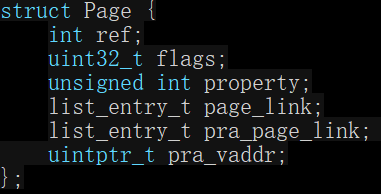 struct Page {
    int ref;
    uint32_t flags;
    unsigned int property;
    list_entry_t page_link;
    list_entry_t pra_page_link;
    uintptr_t pra_vaddr;
};